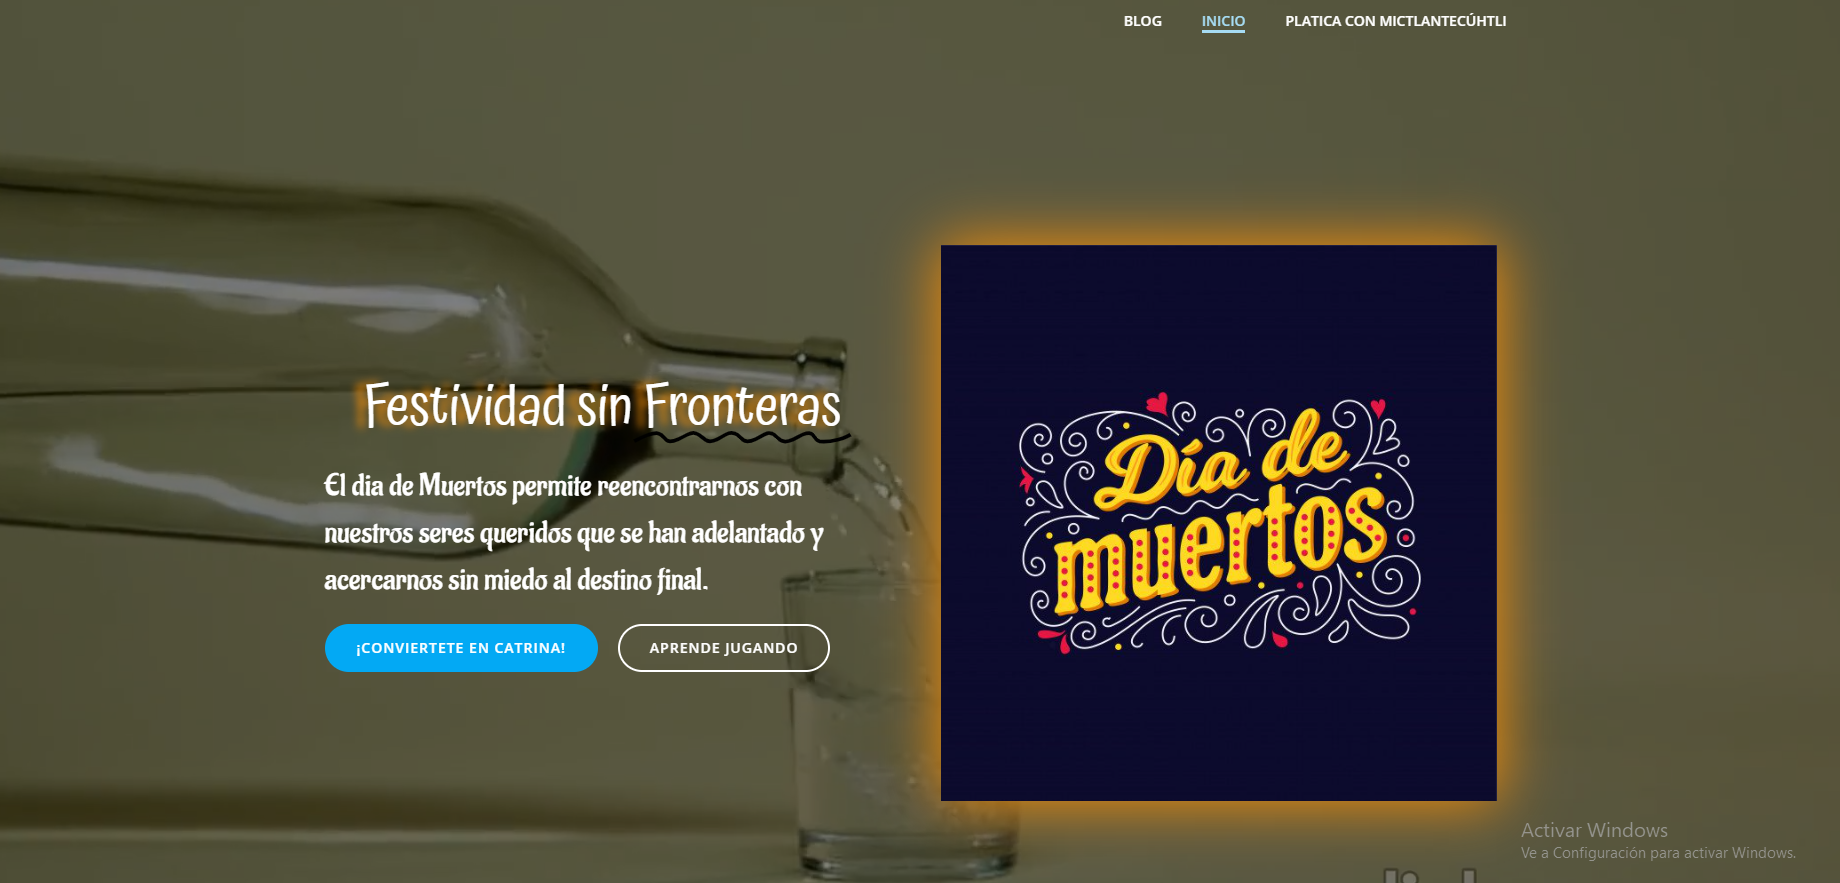 BLOG INICIO PLATICA CON MICTLANTECÚHTLI
Festividad sin Fronteras
El dia de Muertos permite reencontrarnos con
nuestros seres queridos que se han adelantado y
acercarnos sin miedo al destino final.
¡CONVIERTETE EN CATRINA! APRENDE JUGANDO
Día de
muertos
Activar Windows
Ve a Configuración para activar Windows.